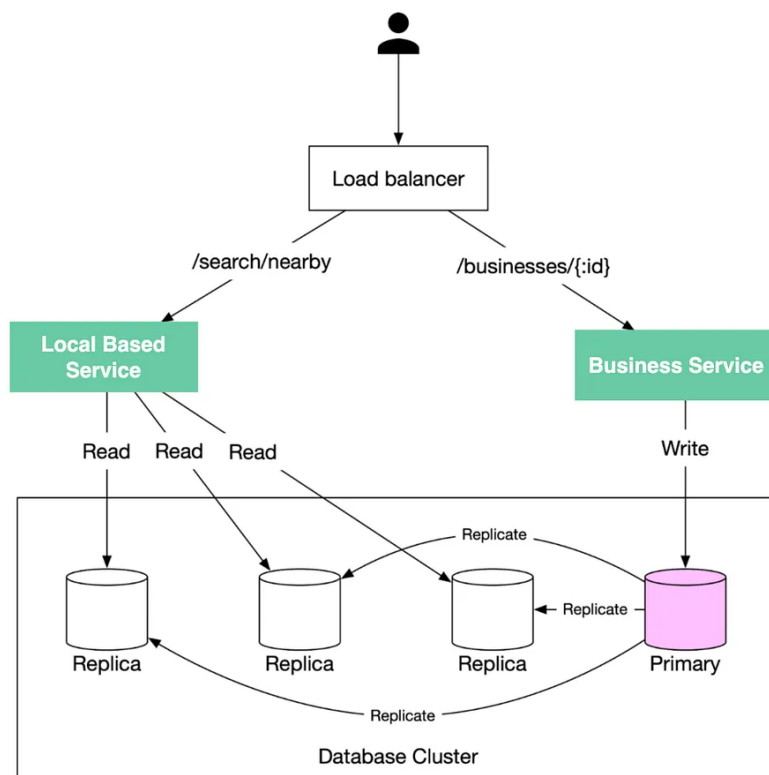 Load balancer
/search/nearby
/businesses/{:id}
Local Based
Service
Business Service
Read
Read
Read
Write
Replicate
Replicate
Replica
Replica
Replica
Primary
Replicate
Database Cluster